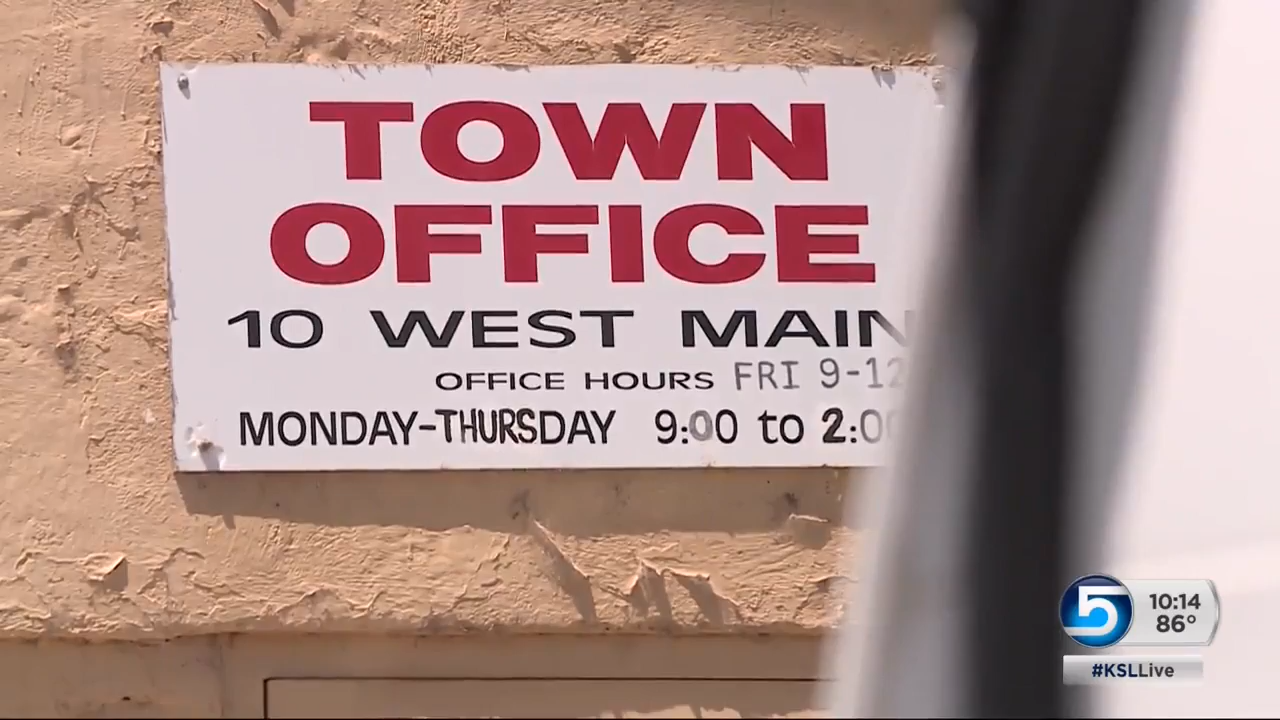 TOWN
OFFICE
10 WEST MAIN
OFFICE HOURS FRI 9-12
MONDAY-THURSDAY 9:00 to 2:00
5
10:14
86°
#KSLLive